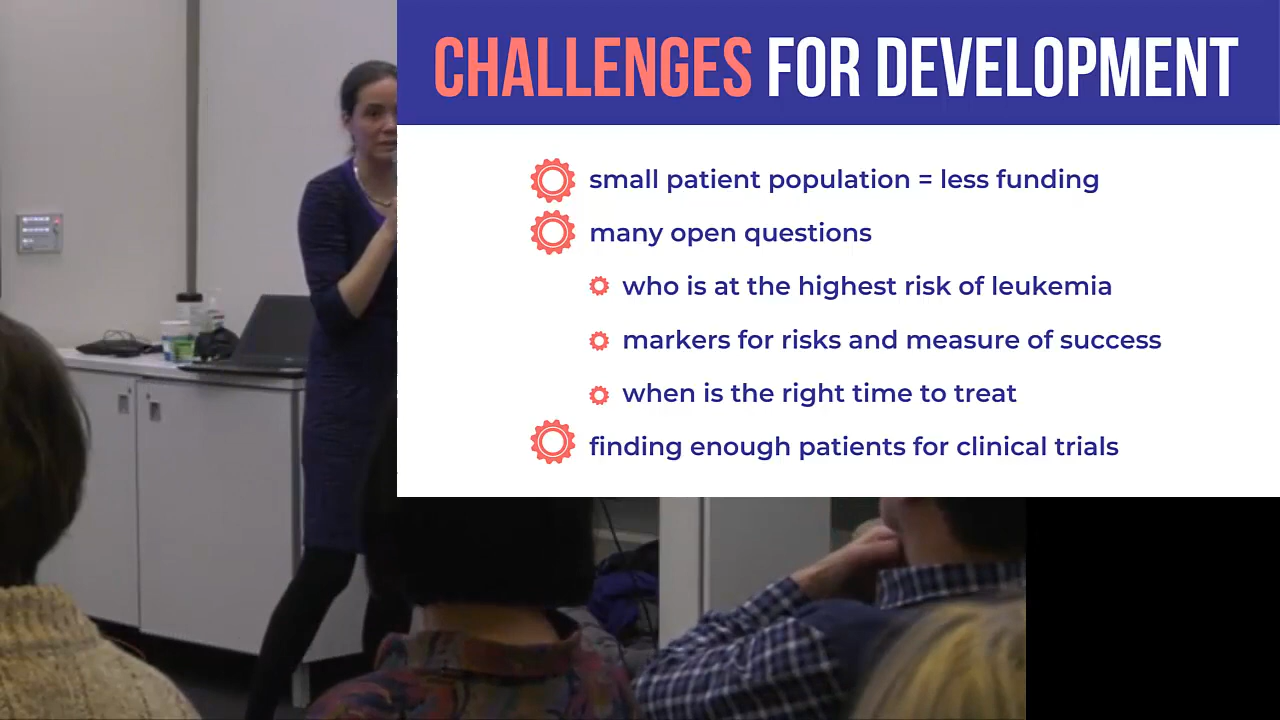 CHALLENGES FOR DEVELOPMENT
small patient population = less funding
many open questions
who is at the highest risk of leukemia
markers for risks and measure of success
when is the right time to treat
finding enough patients for clinical trials